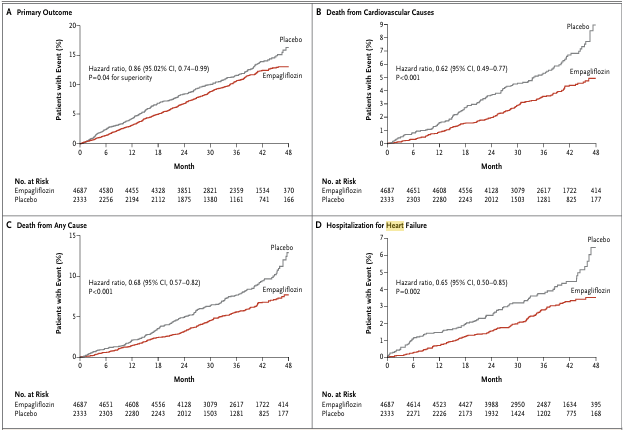 A Primary Outcome
20
15
10
5
0
Patients with Event (%)
Placebo
Hazard ratio, 0.86 (95.02% CI, 0.74–0.99)
P=0.04 for superiority
Empagliflozin
0 6 12 18 24 30 36 42 48
Month
No. at Risk
Empagliflozin 4687 4580 4455 4328 3851 2821 2359 1534 370
Placebo 2333 2256 2194 2112 1875 1380 1161 741 166
B Death from Cardiovascular Causes
9
8
7
6
5
4
3
2
1
0
Patients with Event (%)
Placebo
Hazard ratio, 0.62 (95% CI, 0.49–0.77)
P<0.001
Empagliflozin
0 6 12 18 24 30 36 42 48
Month
No. at Risk
Empagliflozin 4687 4651 4608 4556 4128 3079 2617 1722 414
Placebo 2333 2303 2280 2243 2012 1503 1281 825 177
C Death from Any Cause
15
10
5
0
Patients with Event (%)
Placebo
Hazard ratio, 0.68 (95% CI, 0.57–0.82)
P<0.001
Empagliflozin
0 6 12 18 24 30 36 42 48
Month
No. at Risk
Empagliflozin 4687 4651 4608 4556 4128 3079 2617 1722 414
Placebo 2333 2303 2280 2243 2012 1503 1281 825 177
D Hospitalization for Heart Failure
7
6
5
4
3
2
1
0
Patients with Event (%)
Placebo
Hazard ratio, 0.65 (95% CI, 0.50–0.85)
P=0.002
Empagliflozin
0 6 12 18 24 30 36 42 48
Month
No. at Risk
Empagliflozin 4687 4614 4523 4427 3988 2950 2487 1634 395
Placebo 2333 2271 2226 2173 1932 1424 1202 775 168